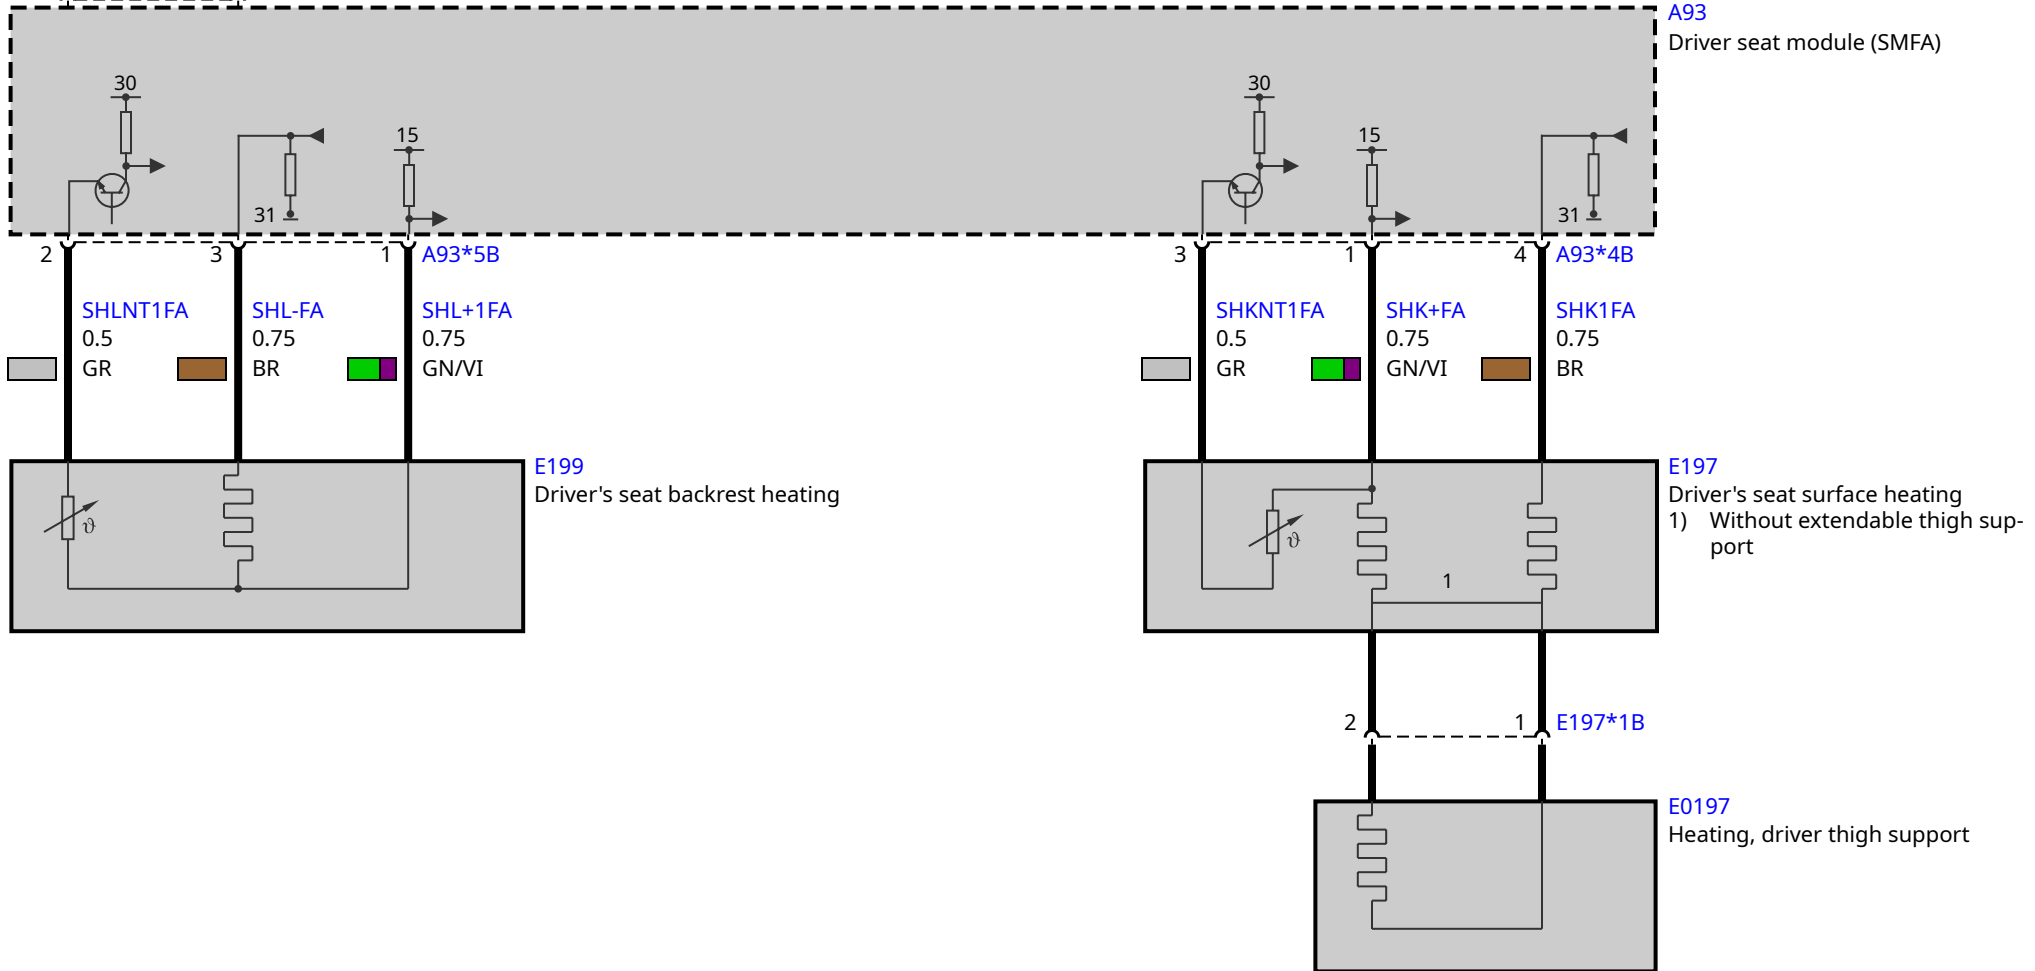 A93
Driver seat module (SMFA)
30
30
15
15
31
31
2
3
1
A93*5B
3
1
4
A93*4B
SHLNT1FA
SHL-FA
SHL+1FA
SHKNT1FA
SHK+FA
SHK1FA
0.5
0.75
0.75
0.5
0.75
0.75
GR
BR
GN/VI
GR
GN/VI
BR
E199
Driver's seat backrest heating
E197
Driver's seat surface heating
1) Without extendable thigh sup-
port
ϑ
ϑ
1
2
1
E197*1B
E0197
Heating, driver thigh support